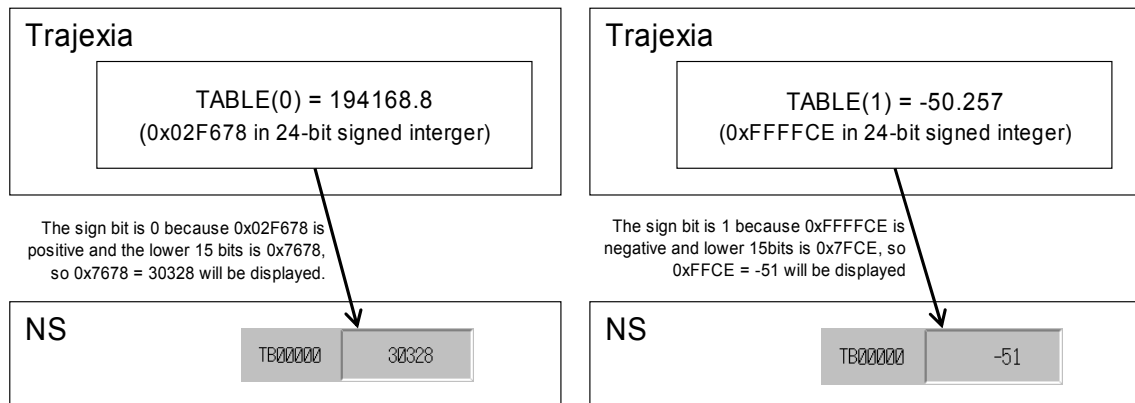 Trajexia
TABLE(0) = 194168.8
(0x02F678 in 24-bit signed interger)
The sign bit is 0 because 0x02F678 is
positive and the lower 15 bits is 0x7678,
so 0x7678 = 30328 will be displayed.
NS
TB00000 30328
Trajexia
TABLE(1) = -50.257
(0xFFFFCE in 24-bit signed integer)
The sign bit is 1 because 0xFFFFCE is
negative and lower 15bits is 0x7FCE, so
0xFFCE = -51 will be displayed
NS
TB00000 -51